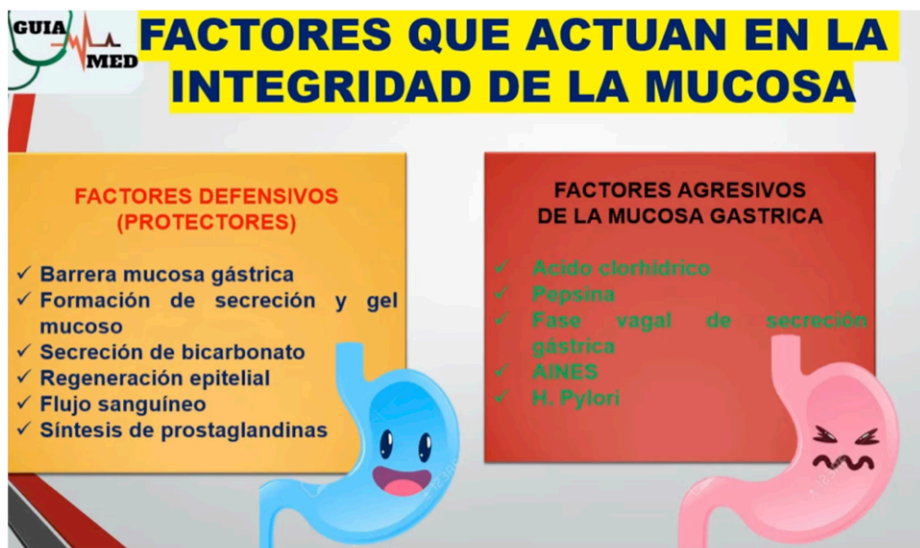 GUIA
MED
FACTORES QUE ACTUAN EN LA
INTEGRIDAD DE LA MUCOSA
FACTORES DEFENSIVOS
(PROTECTORES)
✓ Barrera mucosa gástrica
✓ Formación de secreción y gel
mucoso
✓ Secreción de bicarbonato
✓ Regeneración epitelial
✓ Flujo sanguíneo
✓ Síntesis de prostaglandinas
FACTORES AGRESIVOS
DE LA MUCOSA GASTRICA
✓ Acido clorhídrico
✓ Pepsina
✓ Fase vagal de secreción
gástrica
✓ AINES
✓ H. Pylori